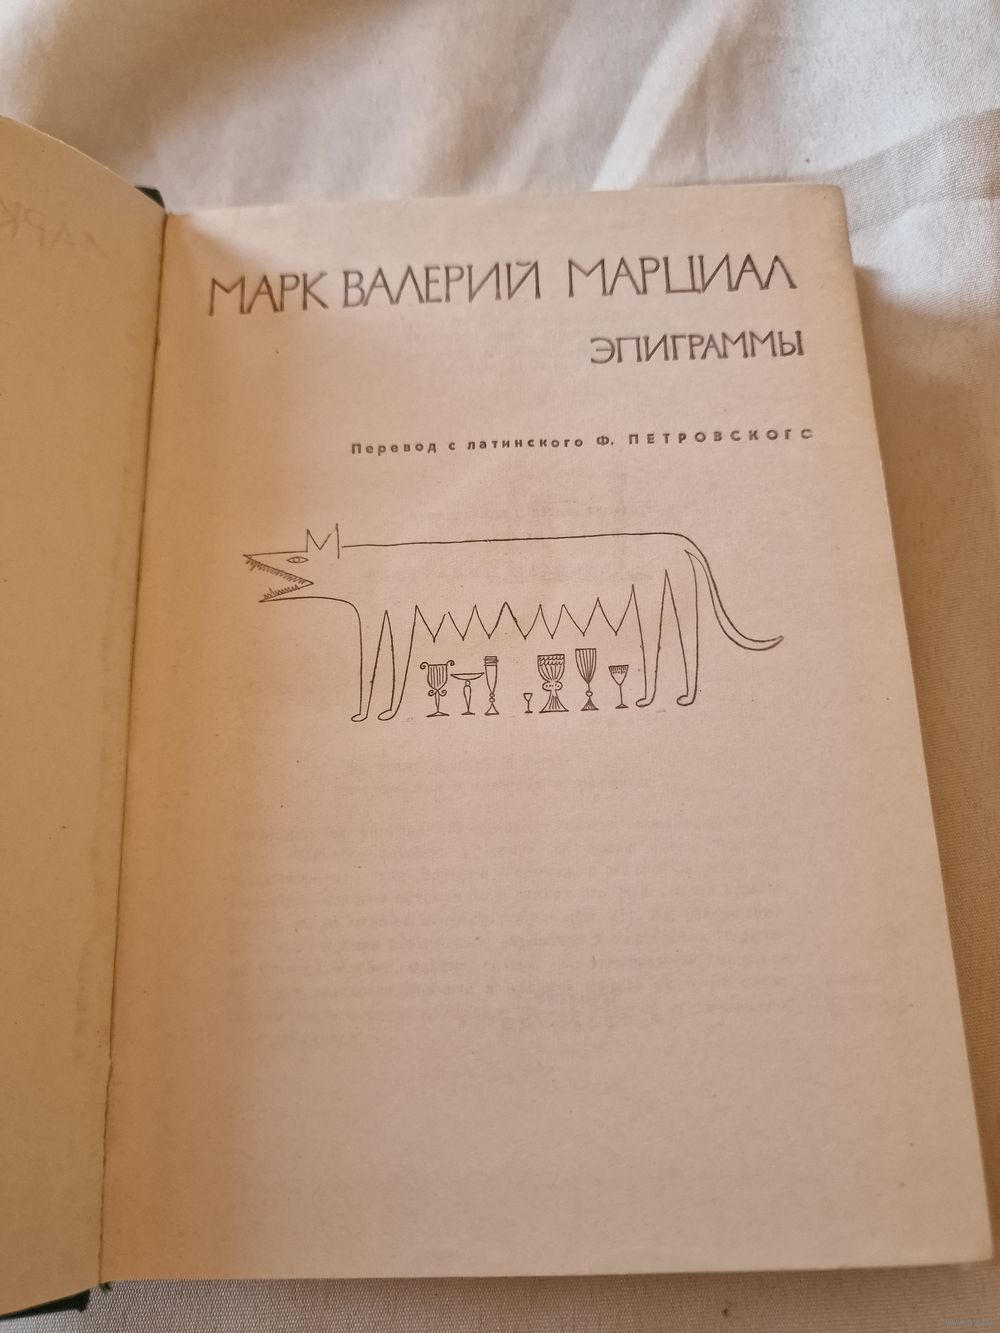 МАРК ВАЛЕРИЙ МАРЦИАЛ
ЭПИГРАММЫ
Перевод с латинского Ф. ПЕТРОВСКОГО